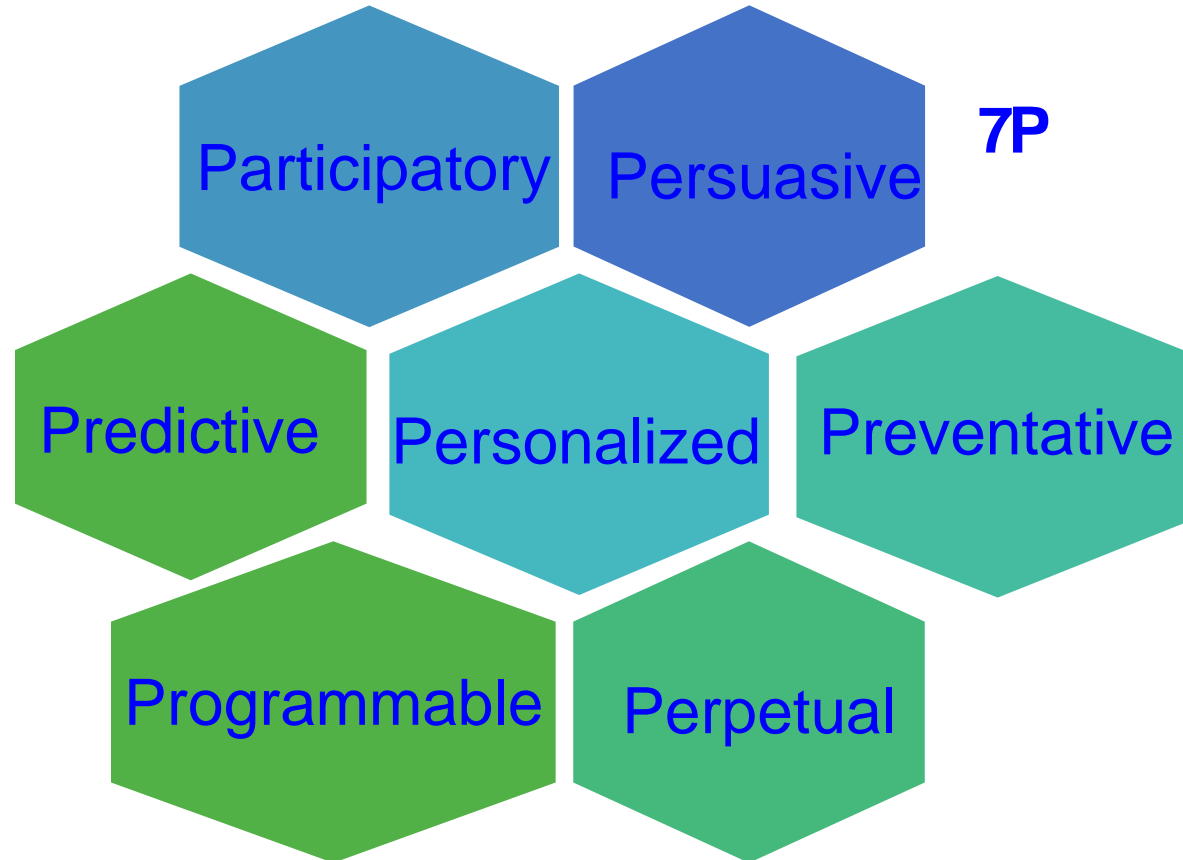 7P
Participatory
Persuasive
Predictive
Personalized
Preventative
Programmable
Perpetual